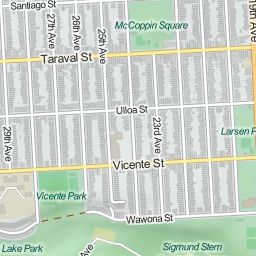 Santiago St
27th Ave
26th Ave
25th Ave
McCoppin Square
19th Ave
Taraval St
Ulloa St
29th Ave
23rd Ave
Larsen
Vicente St
Vicente Park
Wawona St
Lake Park
Ave
Sigmund Stern